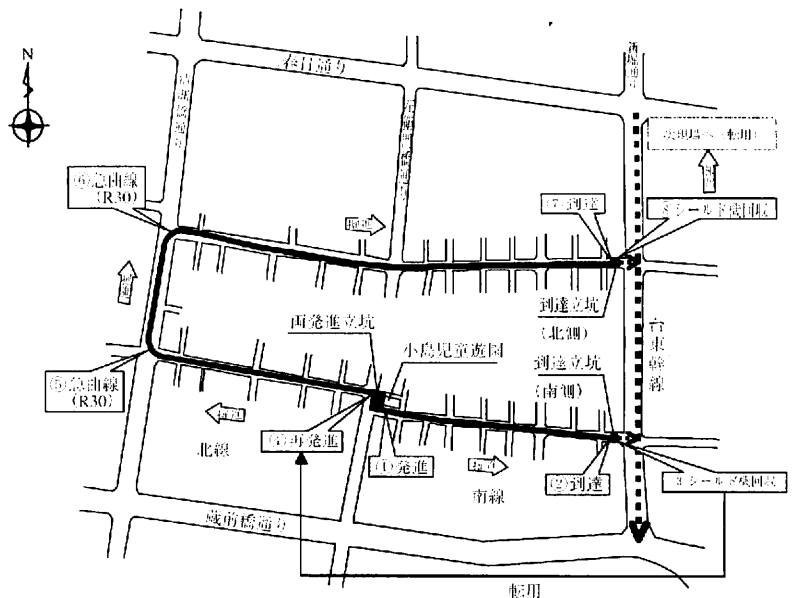 N
春日通り
⑥急曲線
(R30)
掘進
(7)到達
シールド機回収
到達立坑
(北側)
両発進立坑
小島児童遊園
到達立坑
(南側)
台東幹線
⑤急曲線
(R30)
掘進
北線
再発進
(1)発進
掘進
南線
(2)到達
シールド機回収
蔵前橋通り
転用